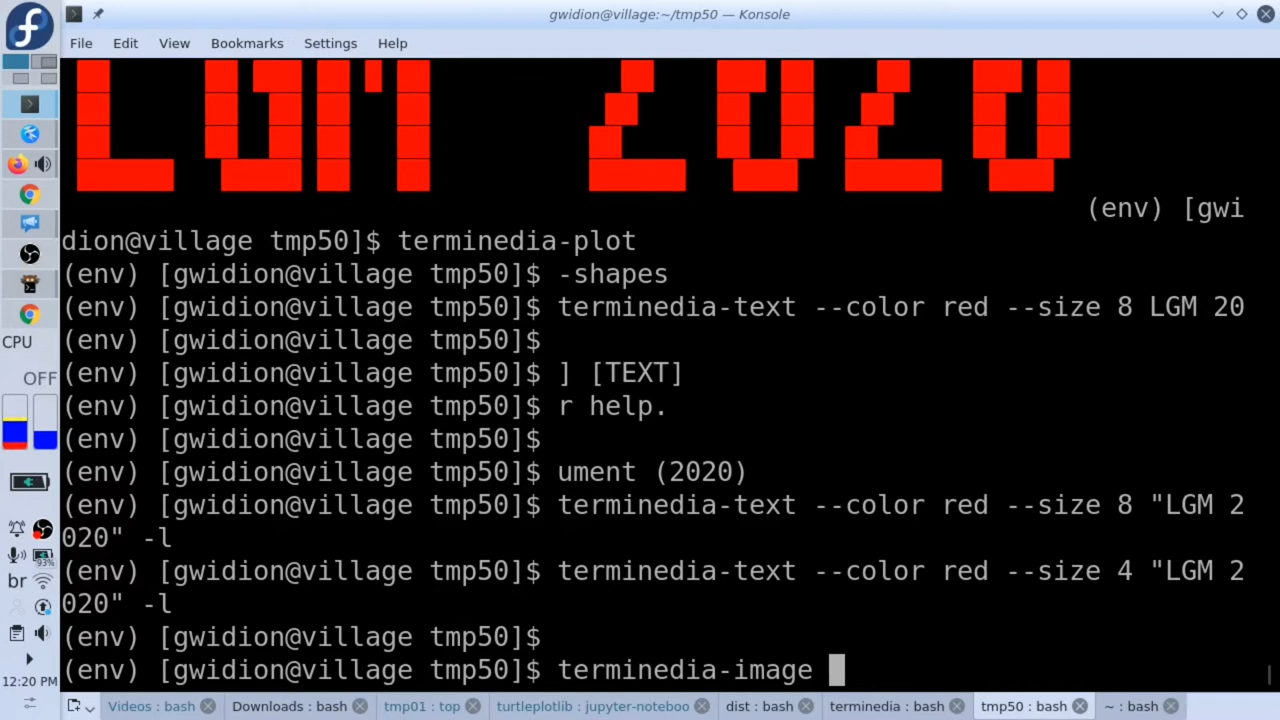 gwidion@village:~/tmp50 — Konsole
File Edit View Bookmarks Settings Help
LGM 2020
(env) [gwi
dion@village tmp50]$ terminedia-plot
(env) [gwidion@village tmp50]$ -shapes
(env) [gwidion@village tmp50]$ terminedia-text --color red --size 8 LGM 20
(env) [gwidion@village tmp50]$
(env) [gwidion@village tmp50]$ ] [TEXT]
(env) [gwidion@village tmp50]$ r help.
(env) [gwidion@village tmp50]$
(env) [gwidion@village tmp50]$ ument (2020)
(env) [gwidion@village tmp50]$ terminedia-text --color red --size 8 "LGM 2
020" -l
(env) [gwidion@village tmp50]$ terminedia-text --color red --size 4 "LGM 2
020" -l
(env) [gwidion@village tmp50]$
(env) [gwidion@village tmp50]$ terminedia-image
CPU
OFF
93%
br
12:20 PM
Videos : bash Downloads : bash tmp01 : top turtleplotlib : jupyter-noteboo dist : bash terminedia : bash tmp50 : bash ~ : bash